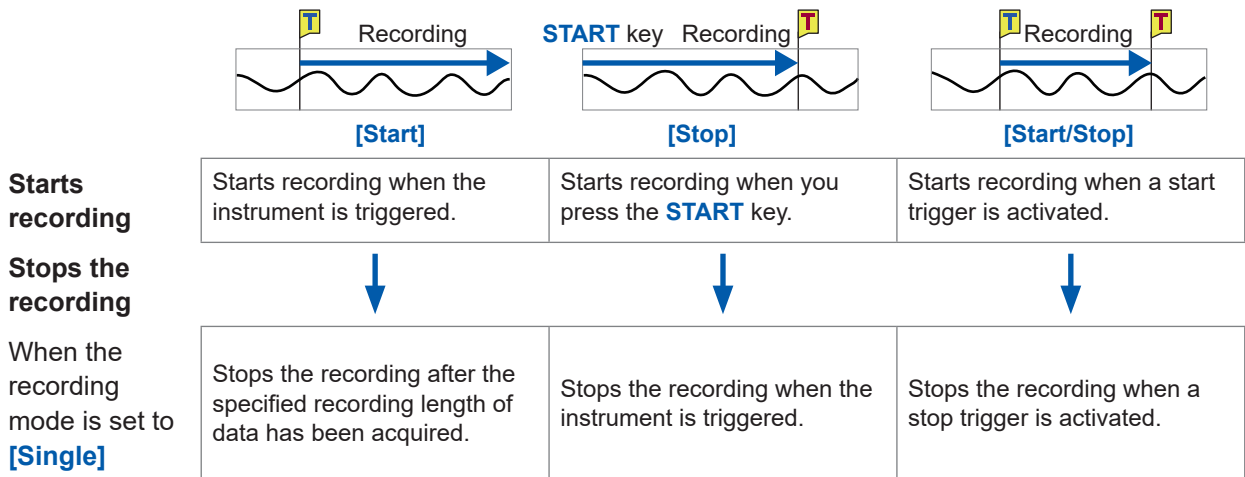 T
Recording
START key Recording
T
T
Recording
T
[Start]
[Stop]
[Start/Stop]
Starts
recording
Starts recording when the
instrument is triggered.
Starts recording when you
press the START key.
Starts recording when a start
trigger is activated.
Stops the
recording
When the
recording
mode is set to
[Single]
Stops the recording after the
specified recording length of
data has been acquired.
Stops the recording when the
instrument is triggered.
Stops the recording when a
stop trigger is activated.